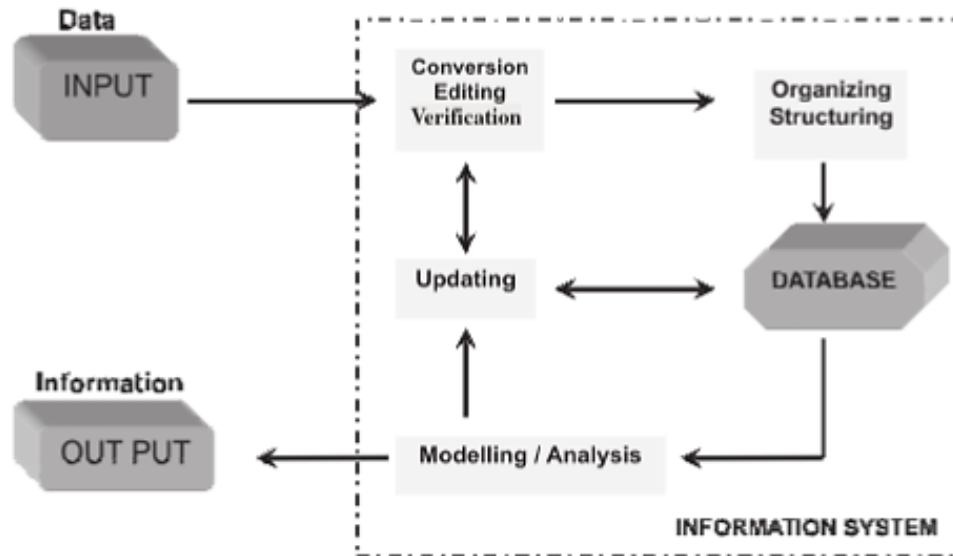 Data
INPUT
Conversion
Editing
Verification
Organizing
Structuring
Updating
DATABASE
Information
OUT PUT
Modelling / Analysis
INFORMATION SYSTEM